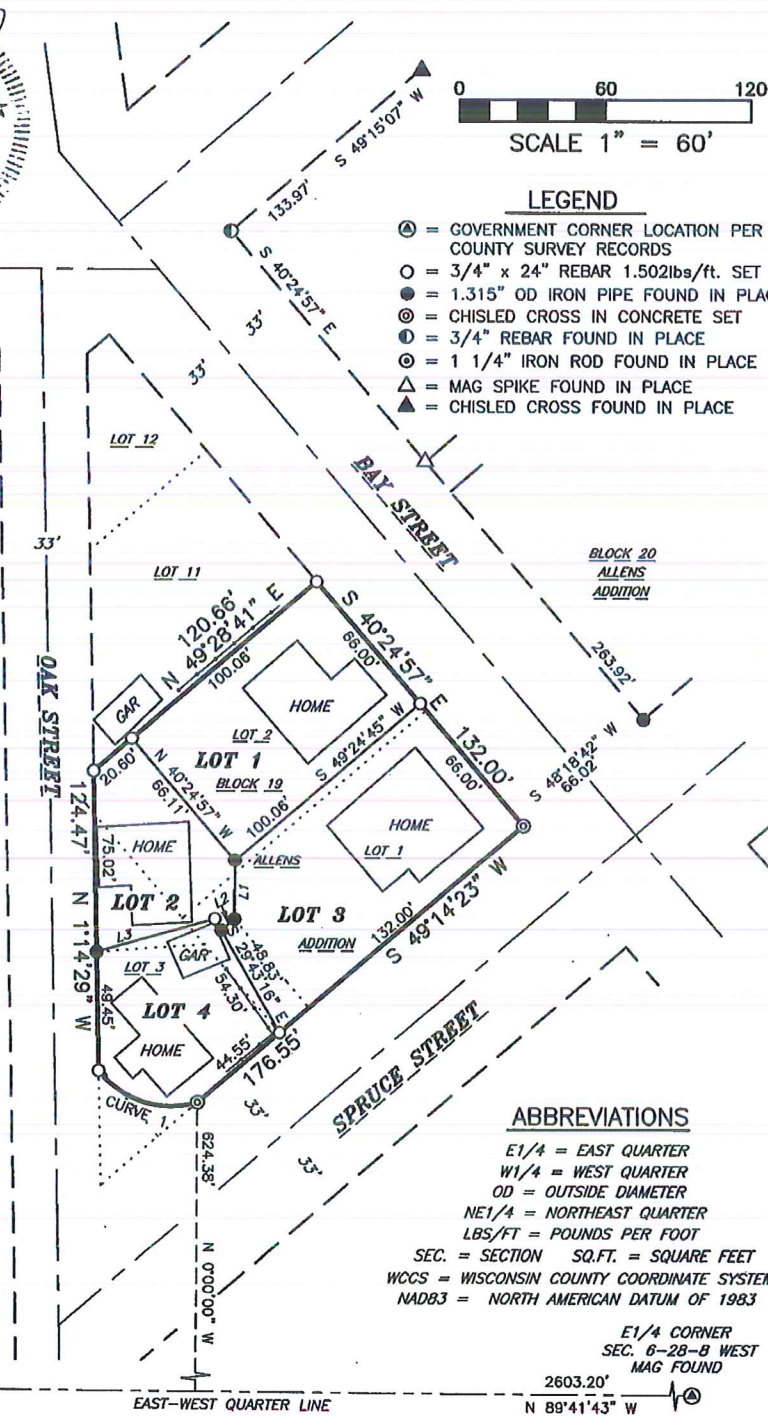 S 49°15'07" W
133.97'
0 60 120
SCALE 1" = 60'
LEGEND
= GOVERNMENT CORNER LOCATION PER
COUNTY SURVEY RECORDS
= 3/4" x 24" REBAR 1.502lbs/ft. SET
= 1.315" OD IRON PIPE FOUND IN PLA
= CHISLED CROSS IN CONCRETE SET
= 3/4" REBAR FOUND IN PLACE
= 1 1/4" IRON ROD FOUND IN PLACE
= MAG SPIKE FOUND IN PLACE
= CHISLED CROSS FOUND IN PLACE
S 40°24'57" E
33'
33'
LOT 12
BAY STREET
33'
LOT 11
BLOCK 20
ALLENS
ADDITION
263.92'
120.66'
N 49°28'41" E
100.06'
S 40°24'57" E
66.00'
132.00'
66.00'
GAR
HOME
LOT 2
LOT 1
BLOCK 19
S 49°24'45" W
100.06'
N 40°24'57" W
66.11'
20.60'
OAK STREET
S 48°18'42" W
66.02'
HOME
LOT 1
124.47'
75.02'
HOME
ALLENS
LOT 2
L3
LOT 3
ADDITION
132.00'
S 49°14'23" W
N 1°14'29" W
LOT 3
GAR
48.83'
29°43'16" E
54.30'
49.45'
LOT 4
HOME
44.55'
176.55'
CURVE 1
33'
SPRUCE STREET
33'
624.38'
N 0°00'00" W
ABBREVIATIONS
E1/4 = EAST QUARTER
W1/4 = WEST QUARTER
OD = OUTSIDE DIAMETER
NE1/4 = NORTHEAST QUARTER
LBS/FT = POUNDS PER FOOT
SEC. = SECTION SQ.FT. = SQUARE FEET
WCCS = WISCONSIN COUNTY COORDINATE SYSTEM
NAD83 = NORTH AMERICAN DATUM OF 1983
E1/4 CORNER
SEC. 6-28-8 WEST
MAG FOUND
2603.20'
EAST-WEST QUARTER LINE
N 89°41'43" W